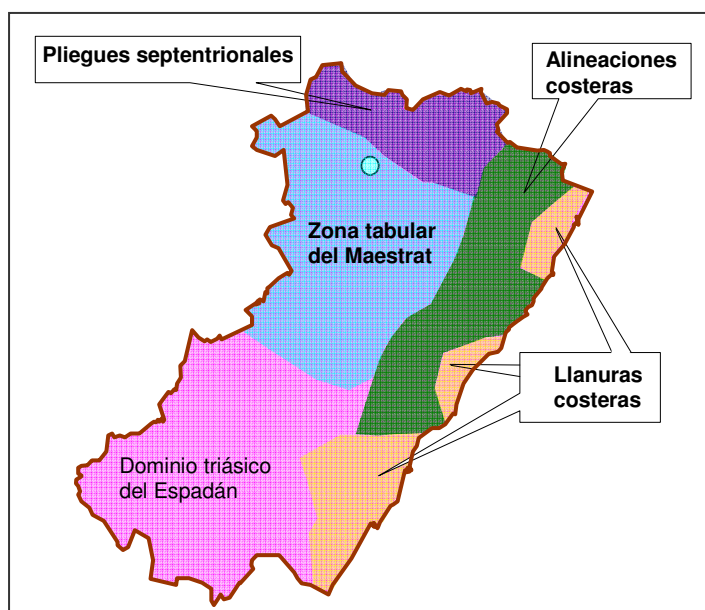 Pliegues septentrionales
Alineaciones
costeras
Zona tabular
del Maestrat
Llanuras
costeras
Dominio triásico
del Espadán